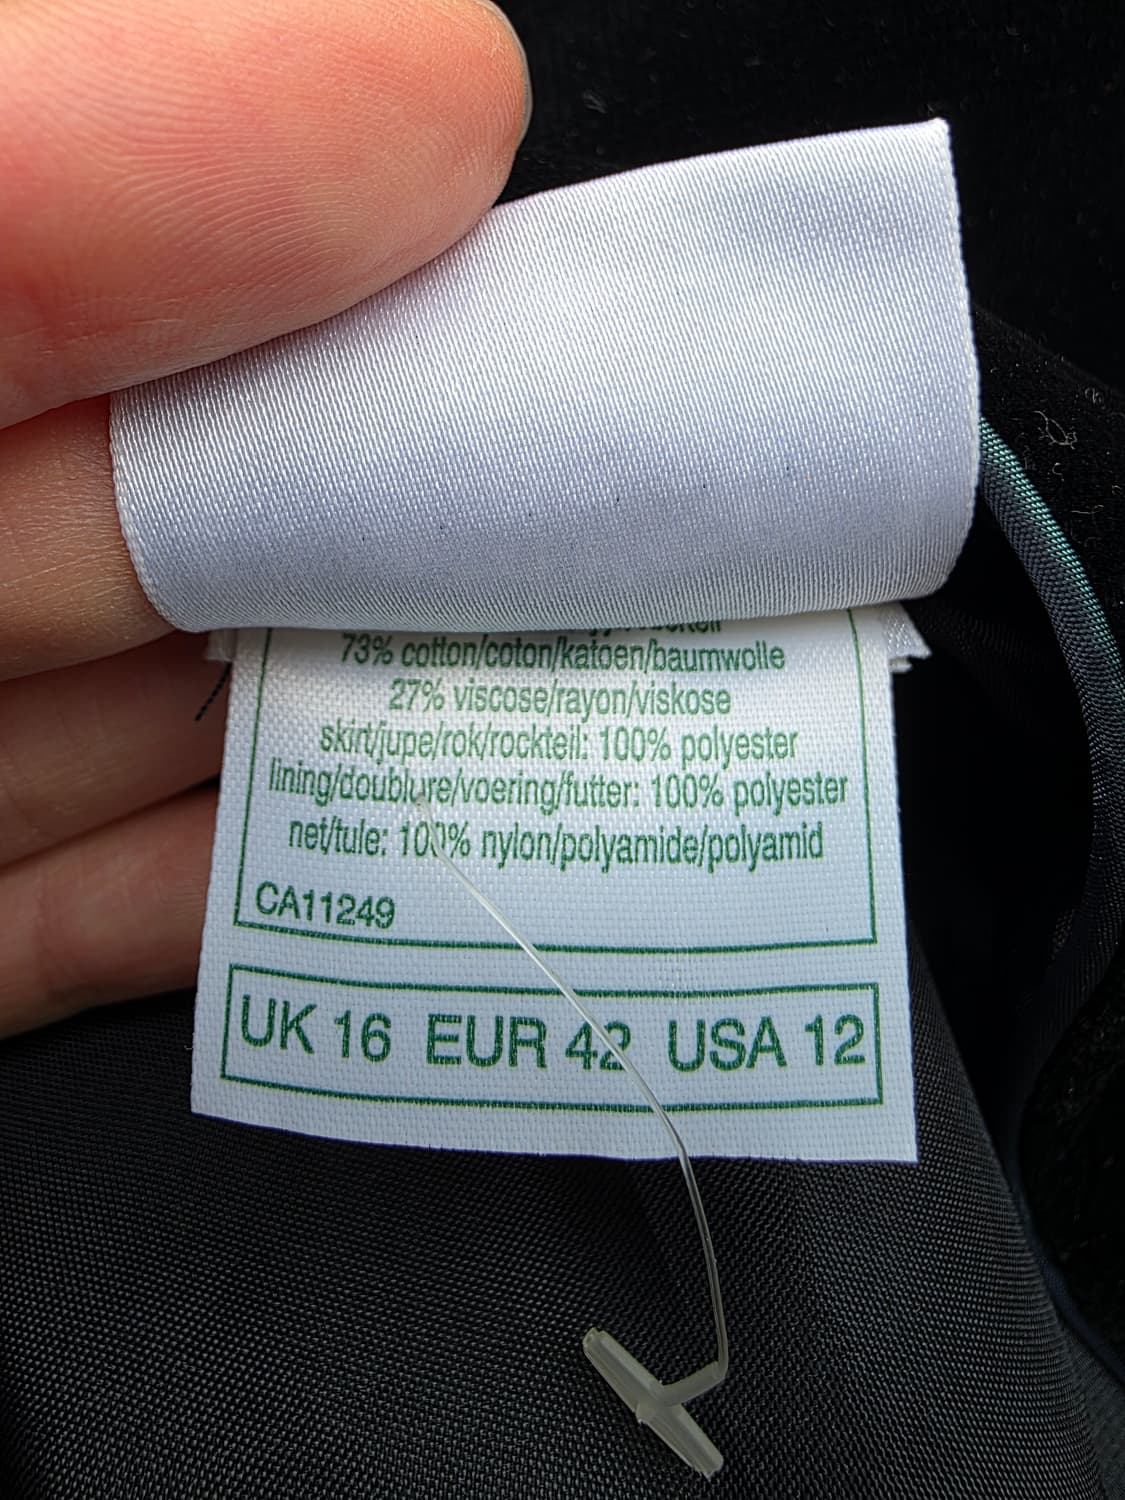 73% cotton/coton/katoen/baumwolle
27% viscose/rayon/viskose
skirt/jupe/rok/rockteil: 100% polyester
lining/doublure/voering/futter: 100% polyester
net/tule: 100% nylon/polyamide/polyamid
CA11249
UK 16 EUR 42 USA 12